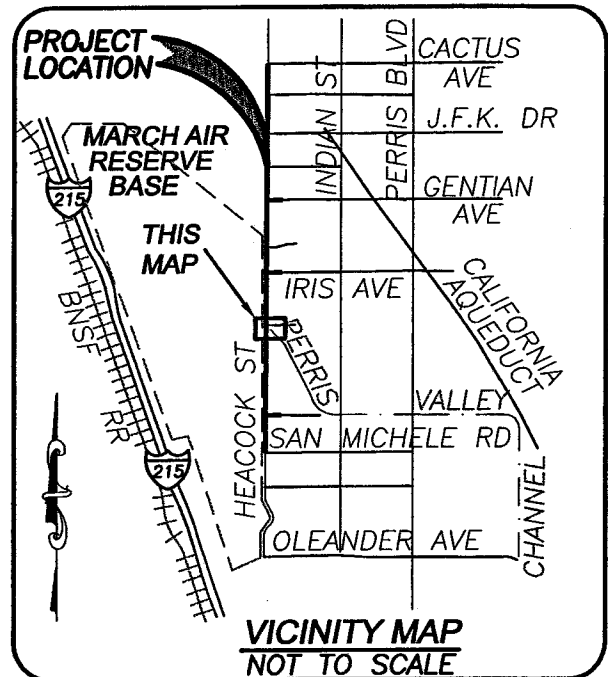 PROJECT
LOCATION
CACTUS
AVE
INDIAN ST
PERRIS BLVD
J.F.K. DR
MARCH AIR
RESERVE
BASE
GENTIAN
AVE
215
THIS
MAP
IRIS AVE
CALIFORNIA
AQUEDUCT
BNSF
RR
HEACOCK ST
PERRIS
VALLEY
CHANNEL
SAN MICHELE RD
215
OLEANDER AVE
VICINITY MAP
NOT TO SCALE